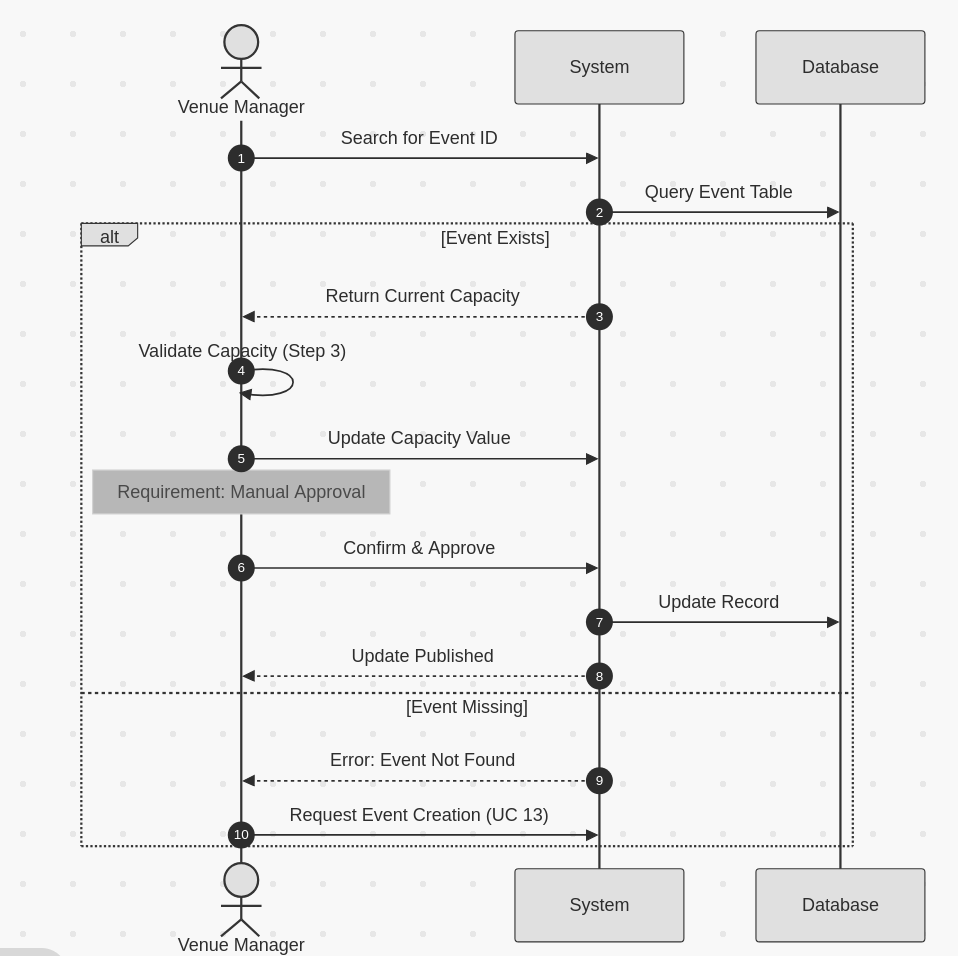 Venue Manager
System
Database
Search for Event ID
1
Query Event Table
2
alt
[Event Exists]
Return Current Capacity
3
Validate Capacity (Step 3)
4
Update Capacity Value
5
Requirement: Manual Approval
Confirm & Approve
6
Update Record
7
Update Published
8
[Event Missing]
Error: Event Not Found
9
Request Event Creation (UC 13)
10
Venue Manager
System
Database